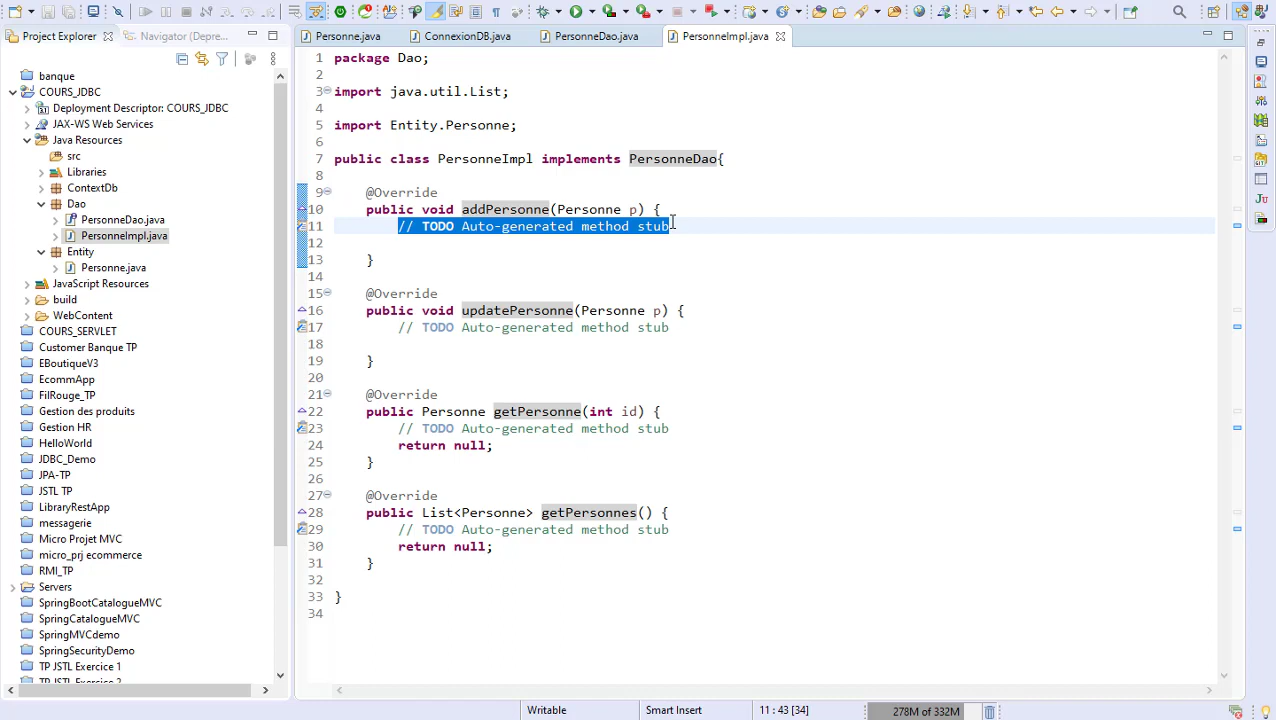 Project Explorer
Navigator (Depre...
Personne.java
ConnexionDB.java
PersonneDao.java
PersonneImpl.java
banque
COURS_JDBC
Deployment Descriptor: COURS_JDBC
JAX-WS Web Services
Java Resources
src
Libraries
ContextDb
Dao
PersonneDao.java
PersonneImpl.java
Entity
Personne.java
JavaScript Resources
build
WebContent
COURS_SERVLET
Customer Banque TP
EBoutiqueV3
EcommApp
FilRouge_TP
Gestion des produits
Gestion HR
HelloWorld
JDBC_Demo
JPA-TP
JSTL TP
LibraryRestApp
messagerie
Micro Projet MVC
micro_prj ecommerce
RMI_TP
Servers
SpringBootCatalogueMVC
SpringCatalogueMVC
SpringMVCdemo
SpringSecurityDemo
TP JSTL Exercice 1
TP JSTL Exercice 2
1 package Dao;
2
3 import java.util.List;
4
5 import Entity.Personne;
6
7 public class PersonneImpl implements PersonneDao{
8
9 @Override
10 public void addPersonne(Personne p) {
11 // TODO Auto-generated method stub
12
13 }
14
15 @Override
16 public void updatePersonne(Personne p) {
17 // TODO Auto-generated method stub
18
19 }
20
21 @Override
22 public Personne getPersonne(int id) {
23 // TODO Auto-generated method stub
24 return null;
25 }
26
27 @Override
28 public List<Personne> getPersonnes() {
29 // TODO Auto-generated method stub
30 return null;
31 }
32
33 }
34
Writable
Smart Insert
11 : 43 [34]
278M of 332M